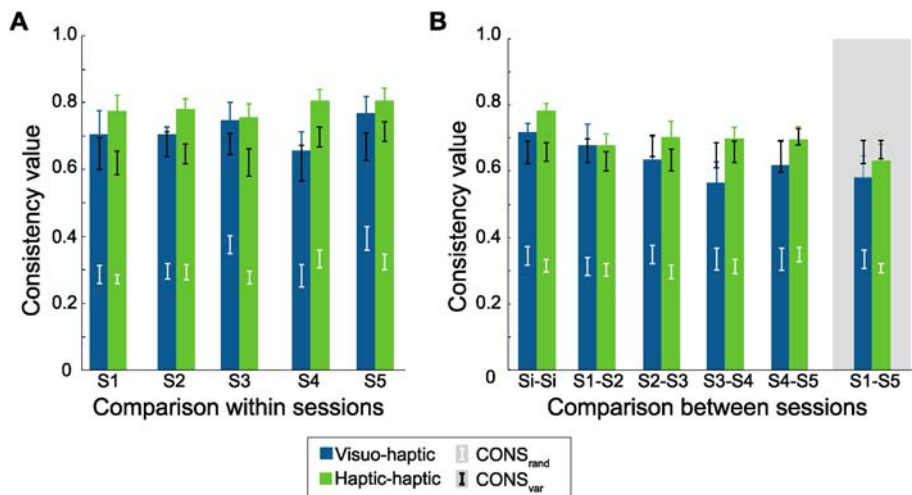 A
Consistency value
1.0
0.8
0.6
0.4
0.2
0
S1 S2 S3 S4 S5
Comparison within sessions
B
Consistency value
1.0
0.8
0.6
0.4
0.2
0
Si-Si S1-S2 S2-S3 S3-S4 S4-S5 S1-S5
Comparison between sessions
Visuo-haptic CONSrand
Haptic-haptic CONSvar